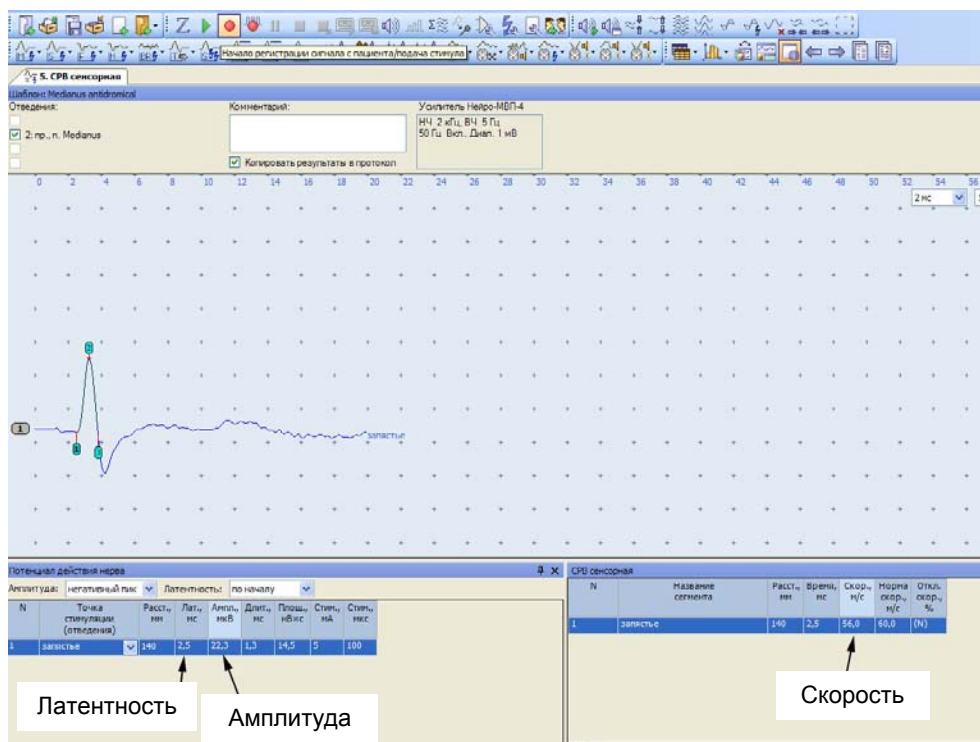 Начало регистрации сигнала с пациента/подача стимула
5. СРВ сенсорная
Шаблон: Medianus antidromical
Отведения: Комментарий: Усилитель Нейро-МВП-4
НЧ 2 кГц, ВЧ 5 Гц
2: пр., n. Medianus 50 Гц Вкл., Диап. 1 мВ
Копировать результаты в протокол
0 2 4 6 8 10 12 14 16 18 20 22 24 26 28 30 32 34 36 38 40 42 44 46 48 50 52 54 56
2 мс
2
1 запястье
1 3
Потенциал действия нерва
Амплитуда: негативный пик Латентность: по началу
N Точка стимуляции (отведения) Расст., мм Лат., мс Ампл., мкВ Длит., мс Площ., нВ×с Стим., мА Стим., мкс
1 запястье 140 2,5 22,3 1,3 14,5 5 100
СРВ сенсорная
N Название сегмента Расст., мм Время, мс Скор., м/с Норма скор., м/с Откл. скор., %
1 запястье 140 2,5 56,0 60,0 (N)
Латентность
Амплитуда
Скорость